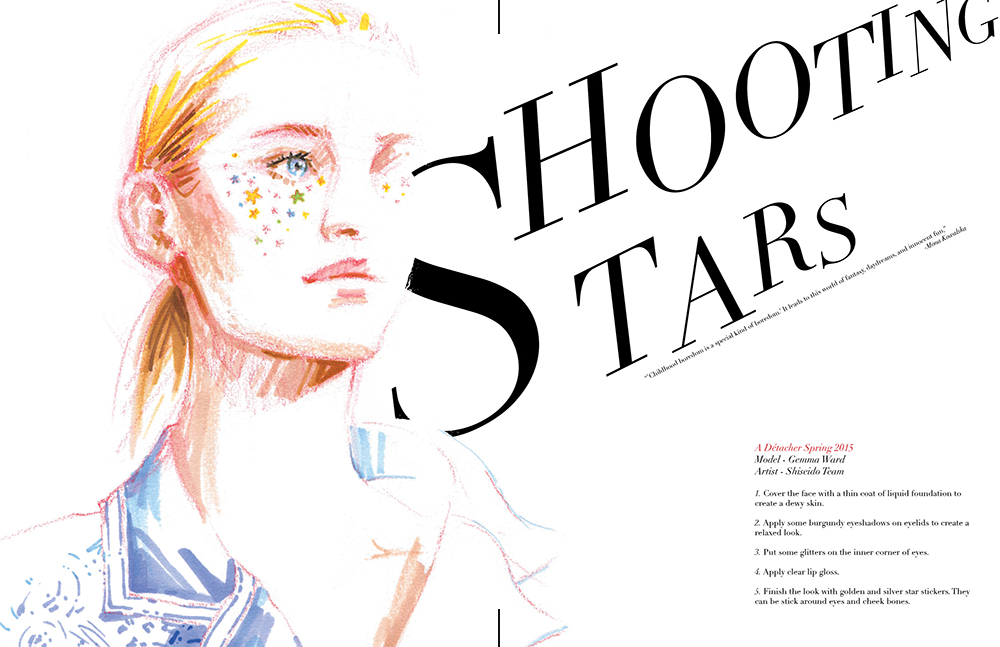 SHOOTING
STARS
"'Childhood boredom is a special kind of boredom.' It leads to this world of fantasy, daydreams, and innocent fun,"
-Mona Kowalska
A Détacher Spring 2015
Model - Gemma Ward
Artist - Shiseido Team
1. Cover the face with a thin coat of liquid foundation to
create a dewy skin.
2. Apply some burgundy eyeshadows on eyelids to create a
relaxed look.
3. Put some glitters on the inner corner of eyes.
4. Apply clear lip gloss.
5. Finish the look with golden and silver star stickers. They
can be stick around eyes and cheek bones.